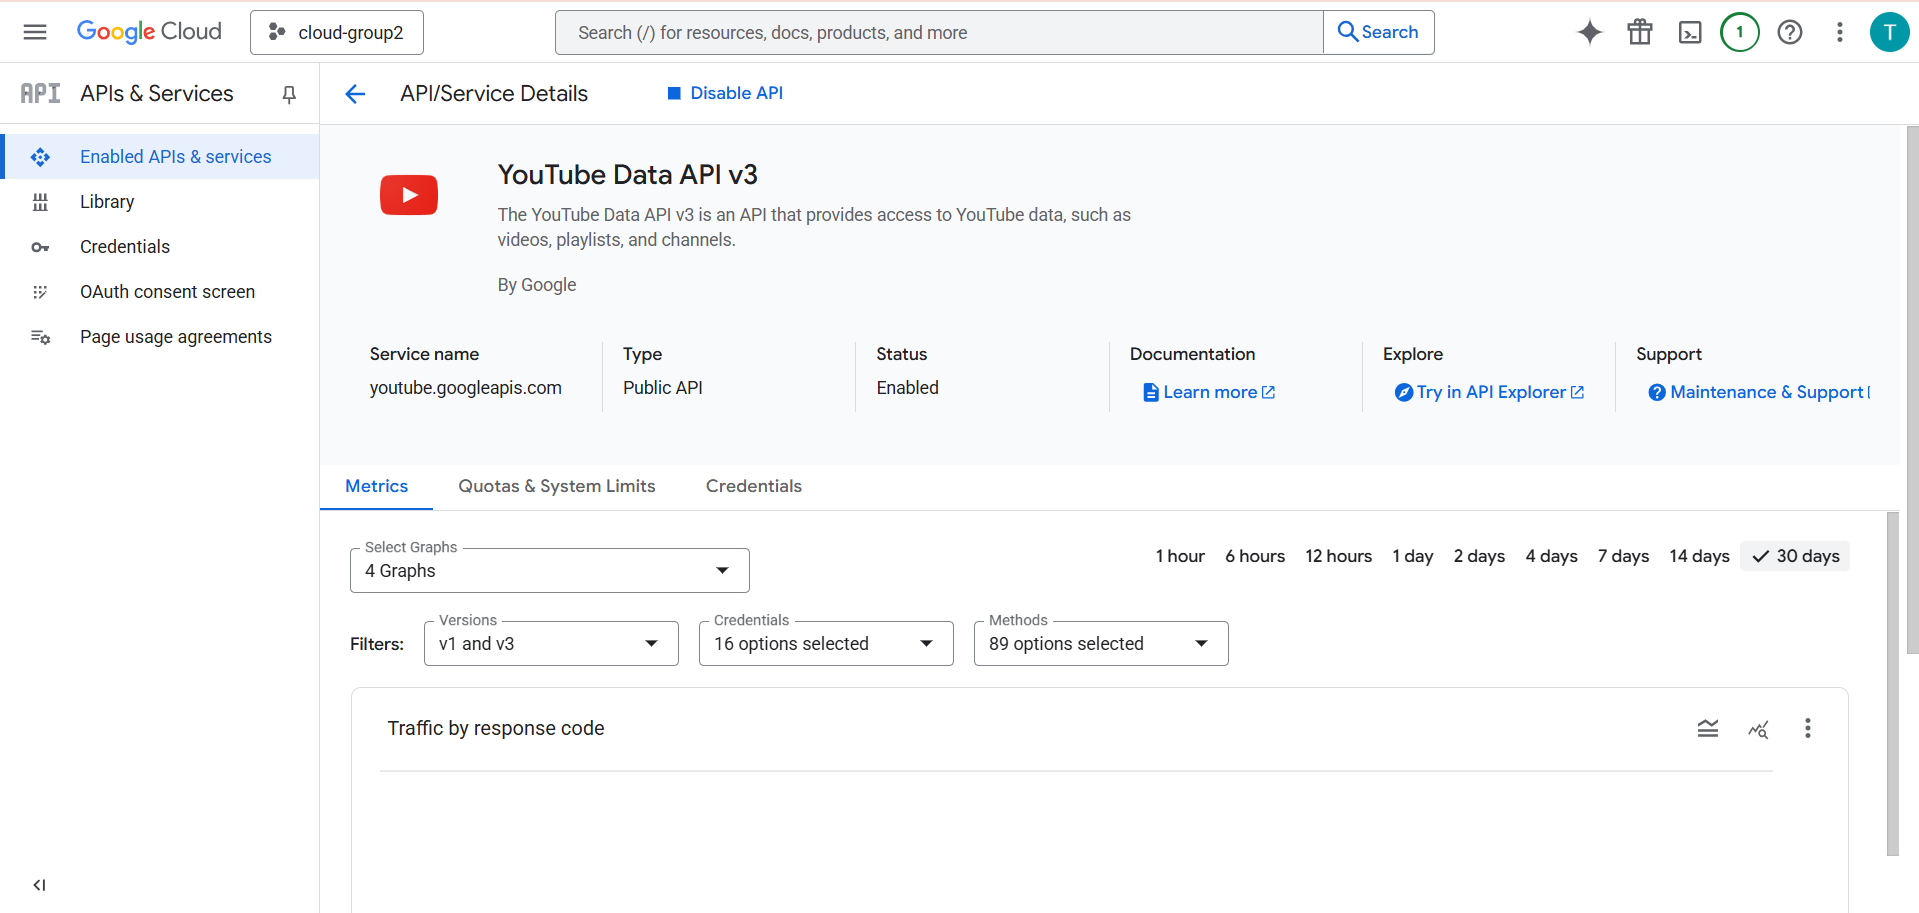 Google Cloud
cloud-group2
Search (/) for resources, docs, products, and more
Search
1
T
API
APIs & Services
API/Service Details
Disable API
Enabled APIs & services
Library
Credentials
OAuth consent screen
Page usage agreements
YouTube Data API v3
The YouTube Data API v3 is an API that provides access to YouTube data, such as
videos, playlists, and channels.
By Google
Service name
youtube.googleapis.com
Type
Public API
Status
Enabled
Documentation
Learn more
Explore
Try in API Explorer
Support
Maintenance & Support
Metrics
Quotas & System Limits
Credentials
Select Graphs
4 Graphs
1 hour
6 hours
12 hours
1 day
2 days
4 days
7 days
14 days
30 days
Filters:
Versions
v1 and v3
Credentials
16 options selected
Methods
89 options selected
Traffic by response code